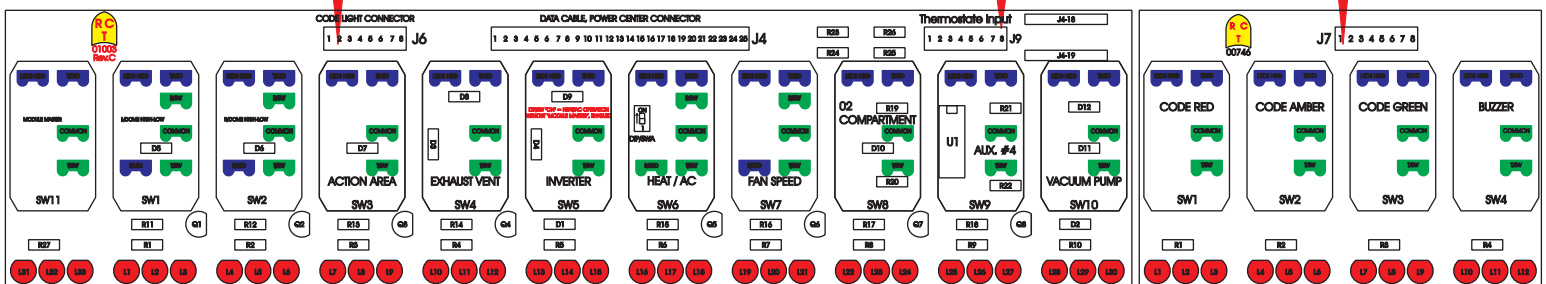 CODE LIGHT CONNECTOR
1 2 3 4 5 6 7 8 J6
DATA CABLE, POWER CENTER CONNECTOR
1 2 3 4 5 6 7 8 9 10 11 12 13 14 15 16 17 18 19 20 21 22 23 24 25 J4
R23 R26
R24 R25
Thermostate Input
1 2 3 4 5 6 7 8 J9
J4-18
J4-19
R C
T
01003
Rev.C
R C
T
00746
J7 1 2 3 4 5 6 7 8
MODULE MASTER
SW11
R27
L31 L32 L33
COMMON
D5
SW1
R11 Q1
R1
L1 L2 L3
COMMON
D6
SW2
R12 Q2
R2
L4 L5 L6
COMMON
D7
ACTION AREA
SW3
R13 Q3
R3
L7 L8 L9
D8
D3
COMMON
EXHAUST VENT
SW4
R14 Q4
R4
L10 L11 L12
D9
D4
COMMON
INVERTER
SW5
D1
R5
L13 L14 L15
ON
1
COMMON
HEAT / AC
SW6
R15 Q5
R6
L16 L17 L18
COMMON
FAN SPEED
SW7
R16 Q6
R7
L19 L20 L21
02
COMPARTMENT
R19
COMMON
D10
R20
SW8
R17 Q7
R8
L22 L23 L24
R21
U1
COMMON
AUX. #4
R22
SW9
R18 Q8
R9
L25 L26 L27
D12
COMMON
D11
VACUUM PUMP
SW10
D2
R10
L28 L29 L30
CODE RED
COMMON
SW1
R1
L1 L2 L3
CODE AMBER
COMMON
SW2
R2
L4 L5 L6
CODE GREEN
COMMON
SW3
R3
L7 L8 L9
BUZZER
COMMON
SW4
R4
L10 L11 L12